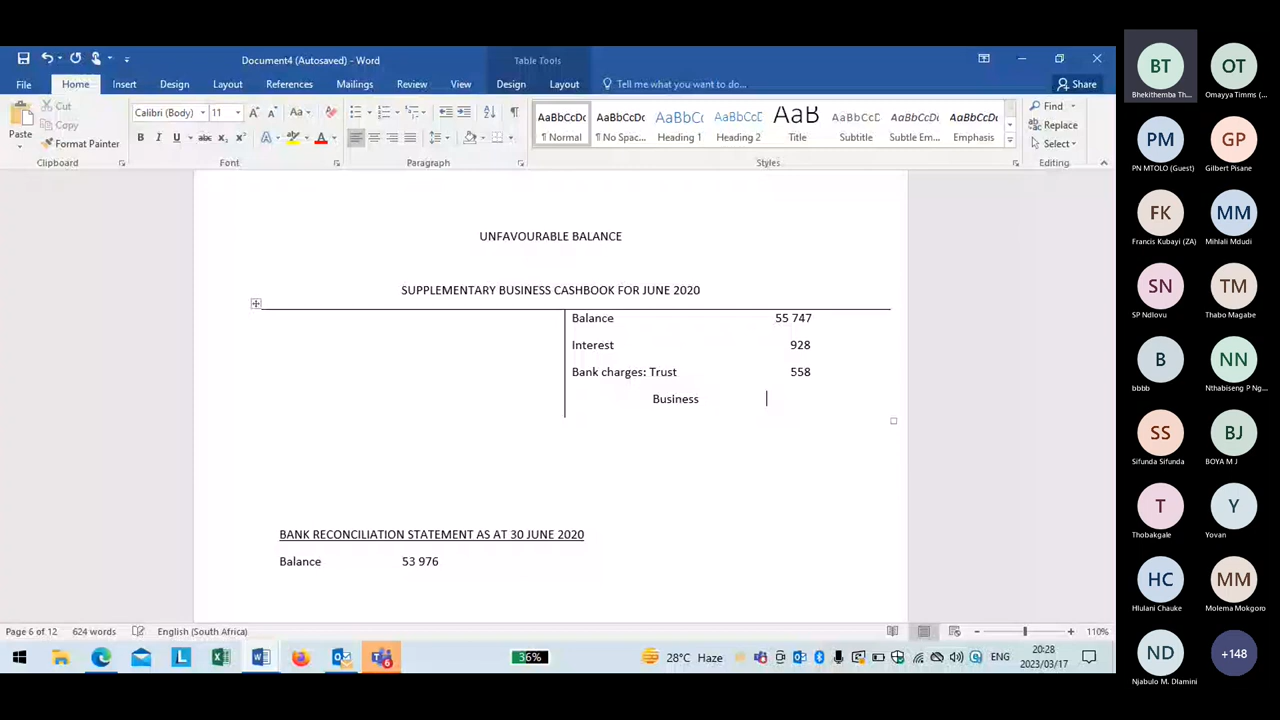 Document4 (Autosaved) - Word
Table Tools
File
Home
Insert
Design
Layout
References
Mailings
Review
View
Design
Layout
Tell me what you want to do...
Share
Paste
Cut
Copy
Format Painter
Clipboard
Calibri (Body)
11
Font
Paragraph
AaBbCcDc
¶ Normal
AaBbCcDc
¶ No Spac...
AaBbCc
Heading 1
AaBbCcD
Heading 2
AaB
Title
AaBbCcD
Subtitle
AaBbCcDc
Subtle Em...
AaBbCcDc
Emphasis
Styles
Find
Replace
Select
Editing
UNFAVOURABLE BALANCE
SUPPLEMENTARY BUSINESS CASHBOOK FOR JUNE 2020
Balance 55 747
Interest 928
Bank charges: Trust 558
Business
BANK RECONCILIATION STATEMENT AS AT 30 JUNE 2020
Balance 53 976
Page 6 of 12
624 words
English (South Africa)
110%
36%
28°C Haze
ENG
20:28
2023/03/17
BT
Bhekithemba Th...
OT
Omayya Timms (...
PM
PN MTOLO (Guest)
GP
Gilbert Pisane
FK
Francis Kubayi (ZA)
MM
Mihlali Mdudi
SN
SP Ndlovu
TM
Thabo Magabe
B
bbbb
NN
Nthabiseng P Ng...
SS
Sifunda Sifunda
BJ
BOYA M J
T
Thobakgale
Y
Yovan
HC
Hlulani Chauke
MM
Molema Mokgoro
ND
Njabulo M. Dlamini
+148